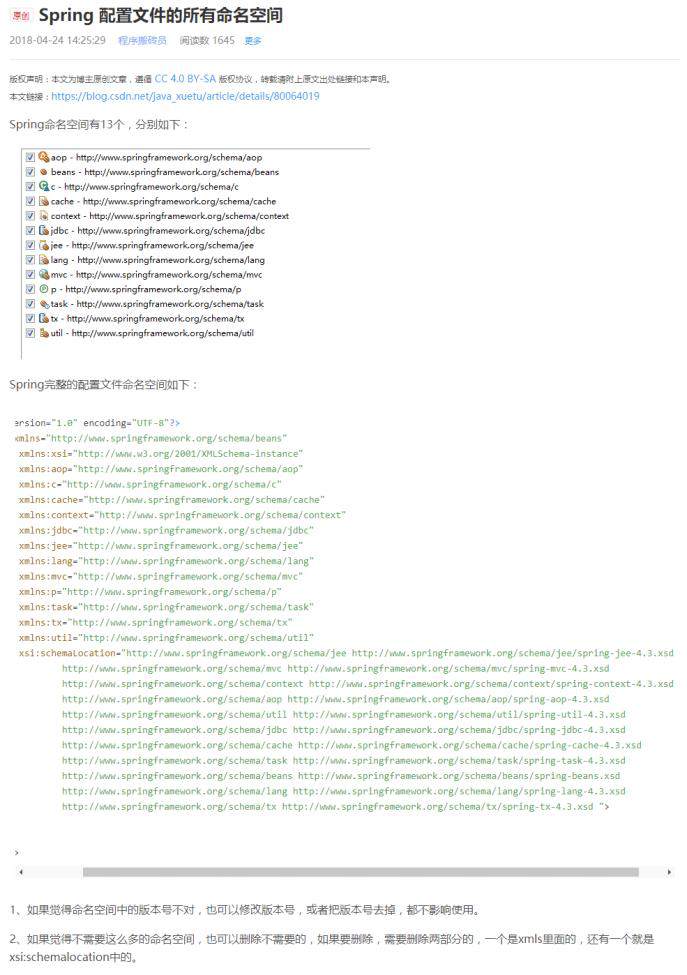 原创 Spring 配置文件的所有命名空间
2018-04-24 14:25:29 程序搬砖员 阅读数 1645 更多
版权声明：本文为博主原创文章，遵循 CC 4.0 BY-SA 版权协议，转载请附上原文出处链接和本声明。
本文链接：https://blog.csdn.net/java_xuetu/article/details/80064019
Spring命名空间有13个，分别如下：
aop - http://www.springframework.org/schema/aop
beans - http://www.springframework.org/schema/beans
c - http://www.springframework.org/schema/c
cache - http://www.springframework.org/schema/cache
context - http://www.springframework.org/schema/context
jdbc - http://www.springframework.org/schema/jdbc
jee - http://www.springframework.org/schema/jee
lang - http://www.springframework.org/schema/lang
mvc - http://www.springframework.org/schema/mvc
p - http://www.springframework.org/schema/p
task - http://www.springframework.org/schema/task
tx - http://www.springframework.org/schema/tx
util - http://www.springframework.org/schema/util
Spring完整的配置文件命名空间如下：
ersion="1.0" encoding="UTF-8"?>
xmlns="http://www.springframework.org/schema/beans"
xmlns:xsi="http://www.w3.org/2001/XMLSchema-instance"
xmlns:aop="http://www.springframework.org/schema/aop"
xmlns:c="http://www.springframework.org/schema/c"
xmlns:cache="http://www.springframework.org/schema/cache"
xmlns:context="http://www.springframework.org/schema/context"
xmlns:jdbc="http://www.springframework.org/schema/jdbc"
xmlns:jee="http://www.springframework.org/schema/jee"
xmlns:lang="http://www.springframework.org/schema/lang"
xmlns:mvc="http://www.springframework.org/schema/mvc"
xmlns:p="http://www.springframework.org/schema/p"
xmlns:task="http://www.springframework.org/schema/task"
xmlns:tx="http://www.springframework.org/schema/tx"
xmlns:util="http://www.springframework.org/schema/util"
xsi:schemaLocation="http://www.springframework.org/schema/jee http://www.springframework.org/schema/jee/spring-jee-4.3.xsd
http://www.springframework.org/schema/mvc http://www.springframework.org/schema/mvc/spring-mvc-4.3.xsd
http://www.springframework.org/schema/context http://www.springframework.org/schema/context/spring-context-4.3.xsd
http://www.springframework.org/schema/aop http://www.springframework.org/schema/aop/spring-aop-4.3.xsd
http://www.springframework.org/schema/util http://www.springframework.org/schema/util/spring-util-4.3.xsd
http://www.springframework.org/schema/jdbc http://www.springframework.org/schema/jdbc/spring-jdbc-4.3.xsd
http://www.springframework.org/schema/cache http://www.springframework.org/schema/cache/spring-cache-4.3.xsd
http://www.springframework.org/schema/task http://www.springframework.org/schema/task/spring-task-4.3.xsd
http://www.springframework.org/schema/beans http://www.springframework.org/schema/beans/spring-beans.xsd
http://www.springframework.org/schema/lang http://www.springframework.org/schema/lang/spring-lang-4.3.xsd
http://www.springframework.org/schema/tx http://www.springframework.org/schema/tx/spring-tx-4.3.xsd ">
>
1、如果觉得命名空间中的版本号不对，也可以修改版本号，或者把版本号去掉，都不影响使用。
2、如果觉得不需要这么多的命名空间，也可以删除不需要的，如果要删除，需要删除两部分的，一个是xmls里面的，还有一个就是
xsi:schemalocation中的。